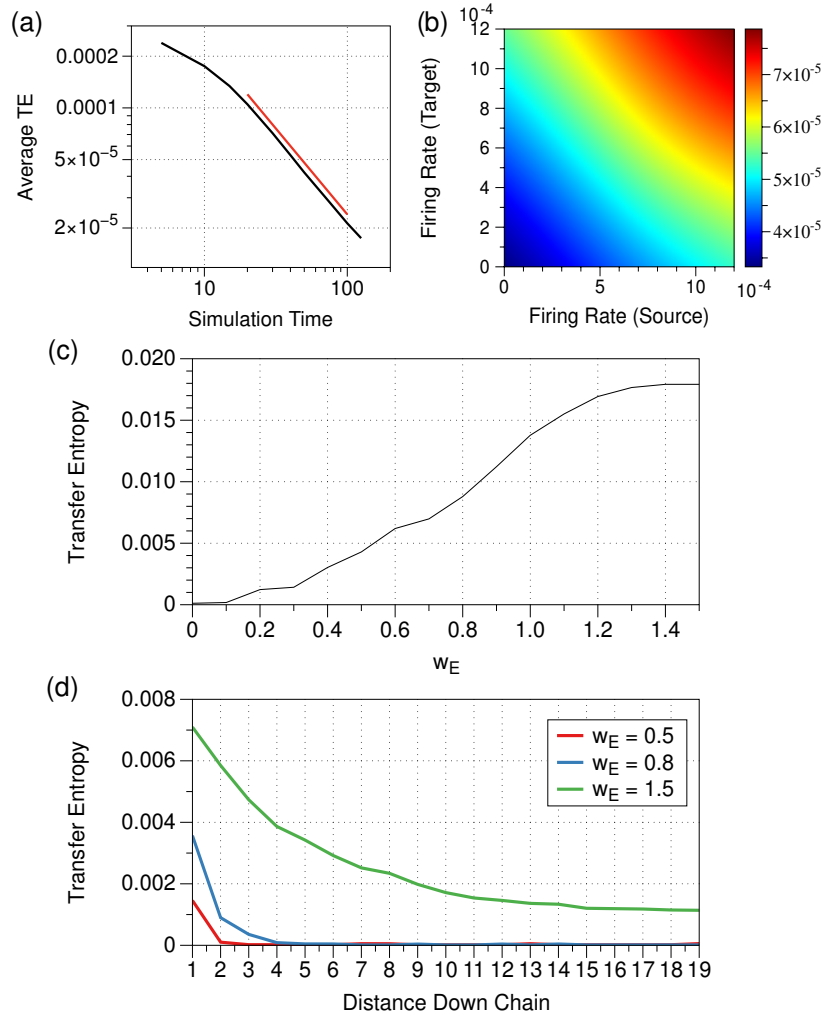 (a)
0.0002
0.0001
5×10⁻⁵
2×10⁻⁵
Average TE
10 100
Simulation Time
(b)
10⁻⁴
12
10
8
6
4
2
0
Firing Rate (Target)
0 5 10
10⁻⁴
Firing Rate (Source)
7×10⁻⁵
6×10⁻⁵
5×10⁻⁵
4×10⁻⁵
(c)
0.020
0.015
0.010
0.005
0
Transfer Entropy
0 0.2 0.4 0.6 0.8 1.0 1.2 1.4
w_E
(d)
0.008
0.006
0.004
0.002
0
Transfer Entropy
w_E = 0.5
w_E = 0.8
w_E = 1.5
1 2 3 4 5 6 7 8 9 10 11 12 13 14 15 16 17 18 19
Distance Down Chain